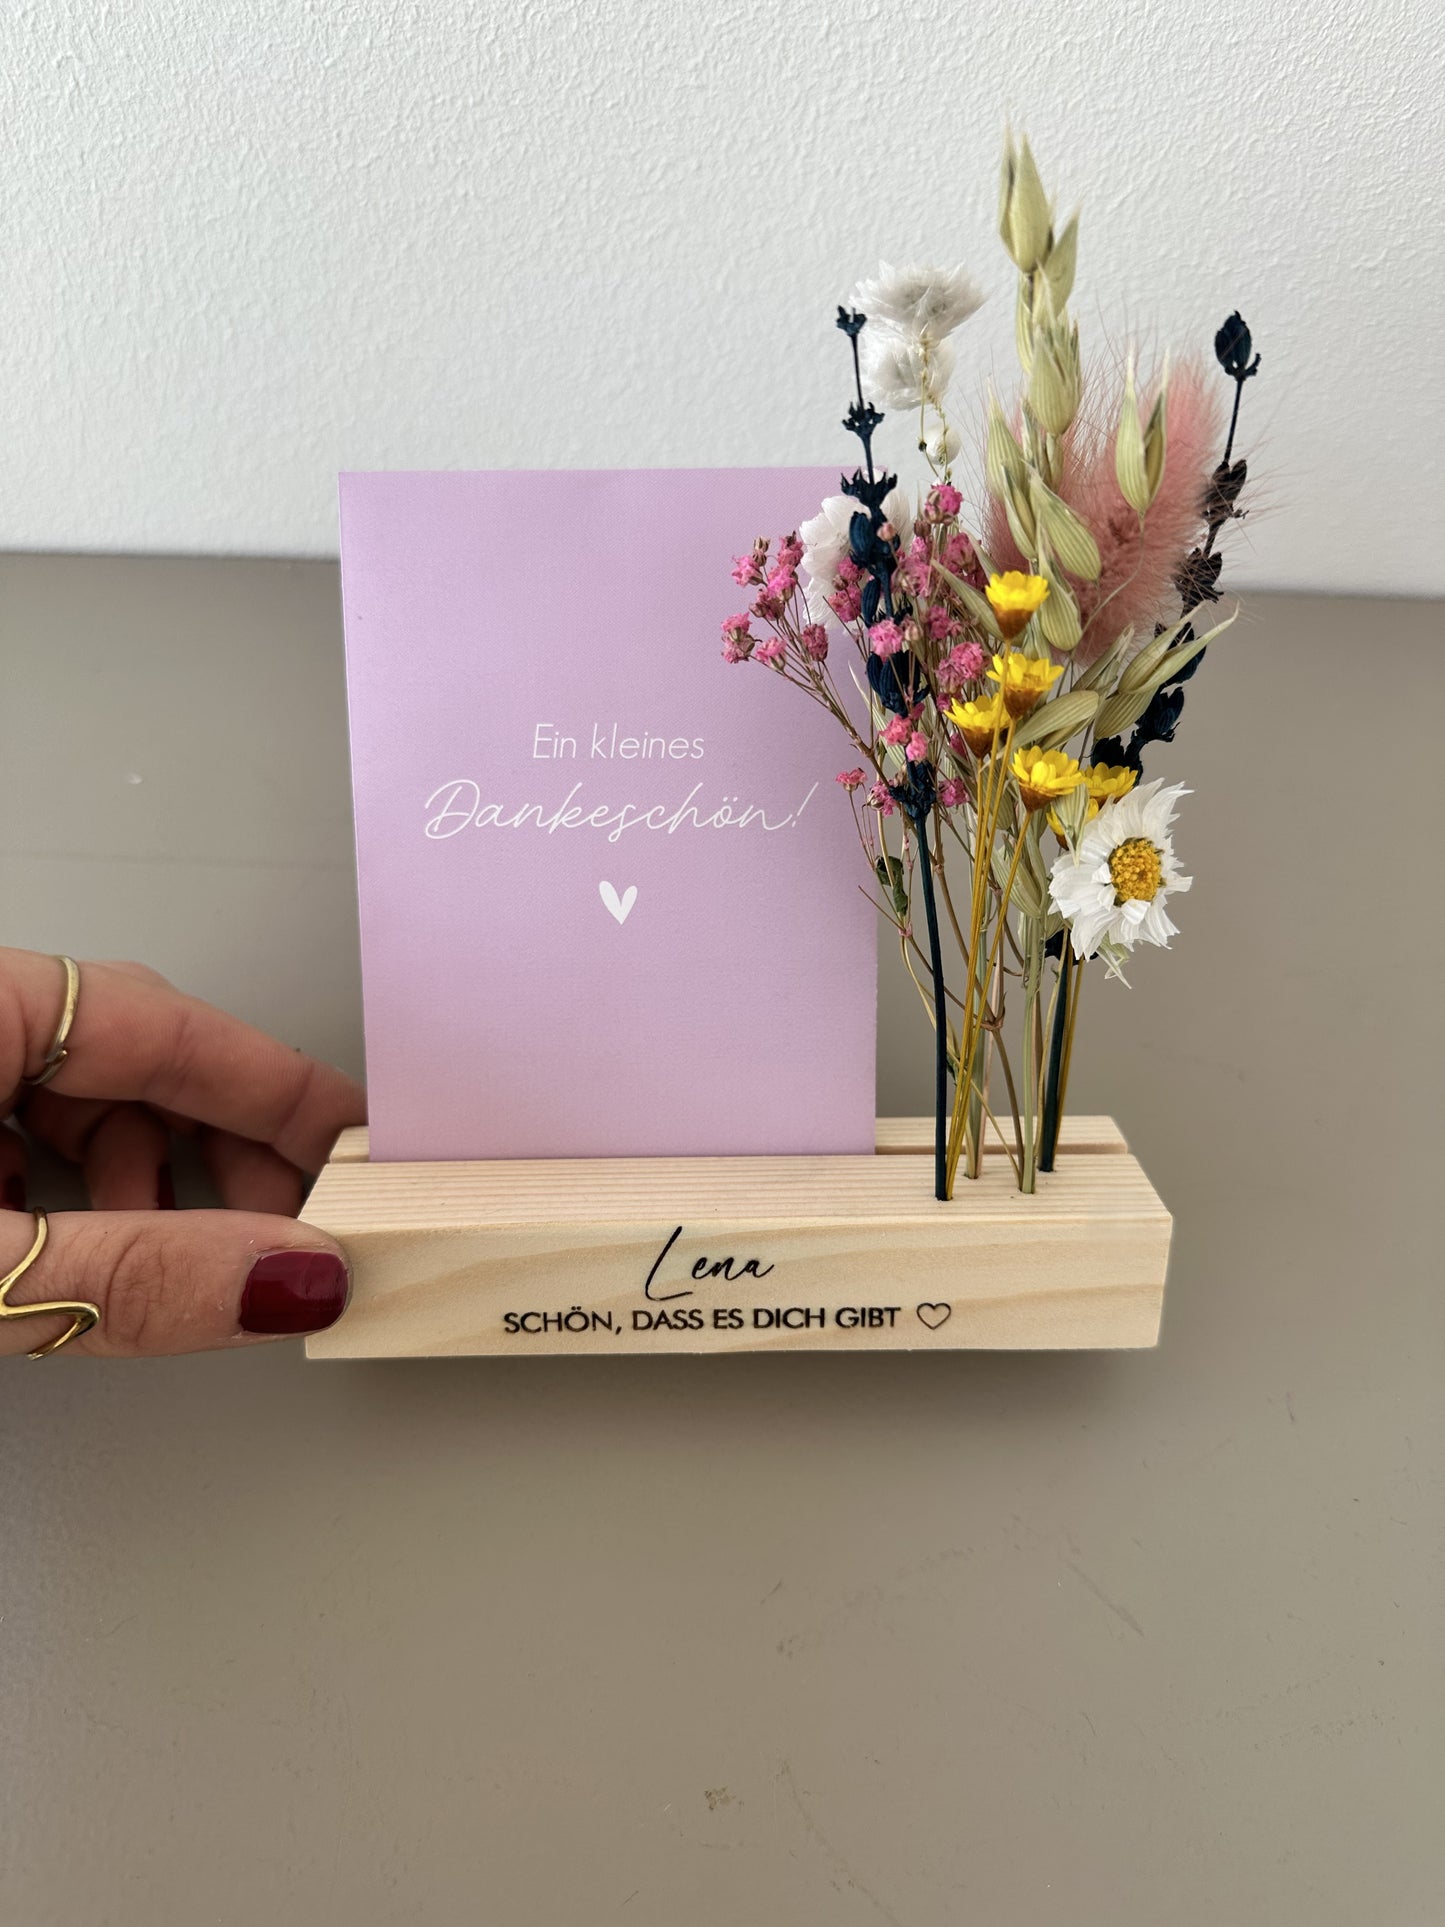 Ein kleines
Dankeschön!
Lena
SCHÖN, DASS ES DICH GIBT